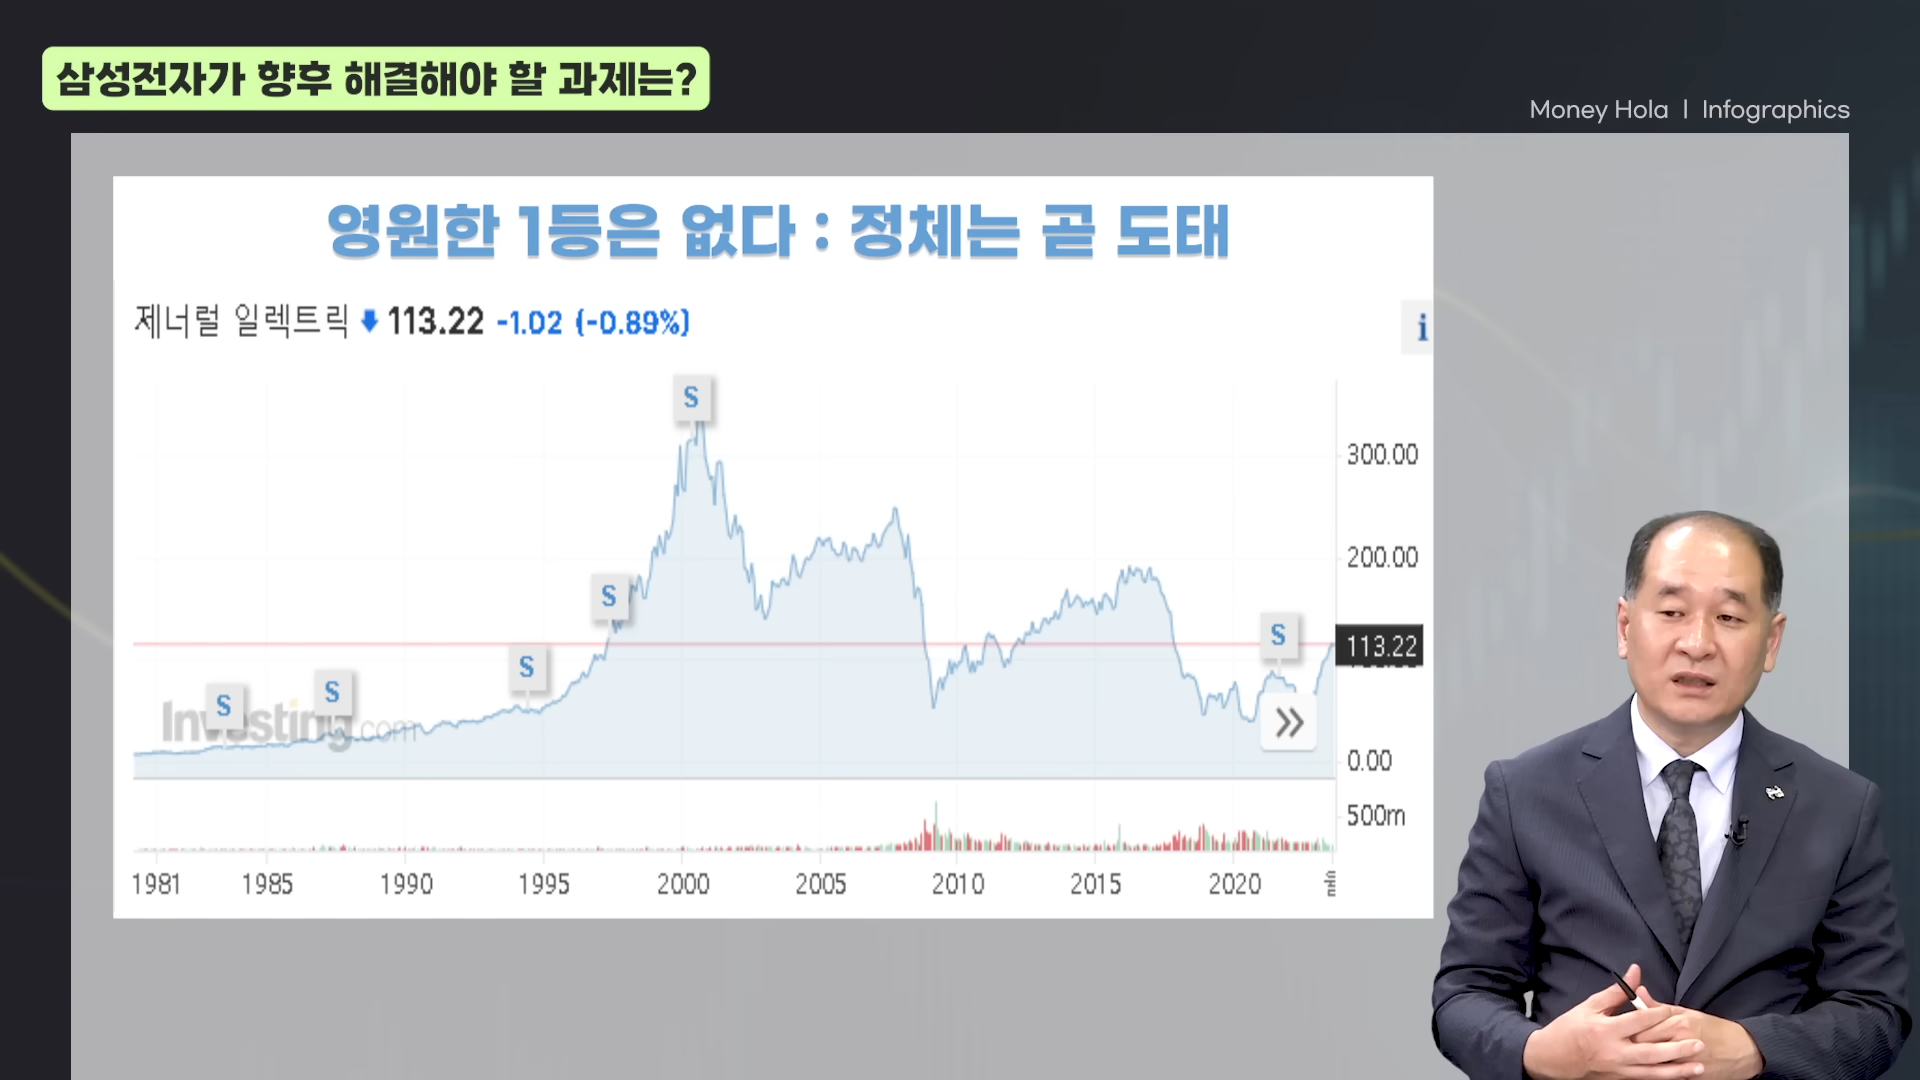 삼성전자가 향후 해결해야 할 과제는?
Money Hola | Infographics
영원한 1등은 없다 : 정체는 곧 도태
제너럴 일렉트릭 113.22 -1.02 (-0.89%)
i
S
300.00
200.00
S
S
113.22
S
S
S
Investing.com
0.00
500m
1981 1985 1990 1995 2000 2005 2010 2015 2020